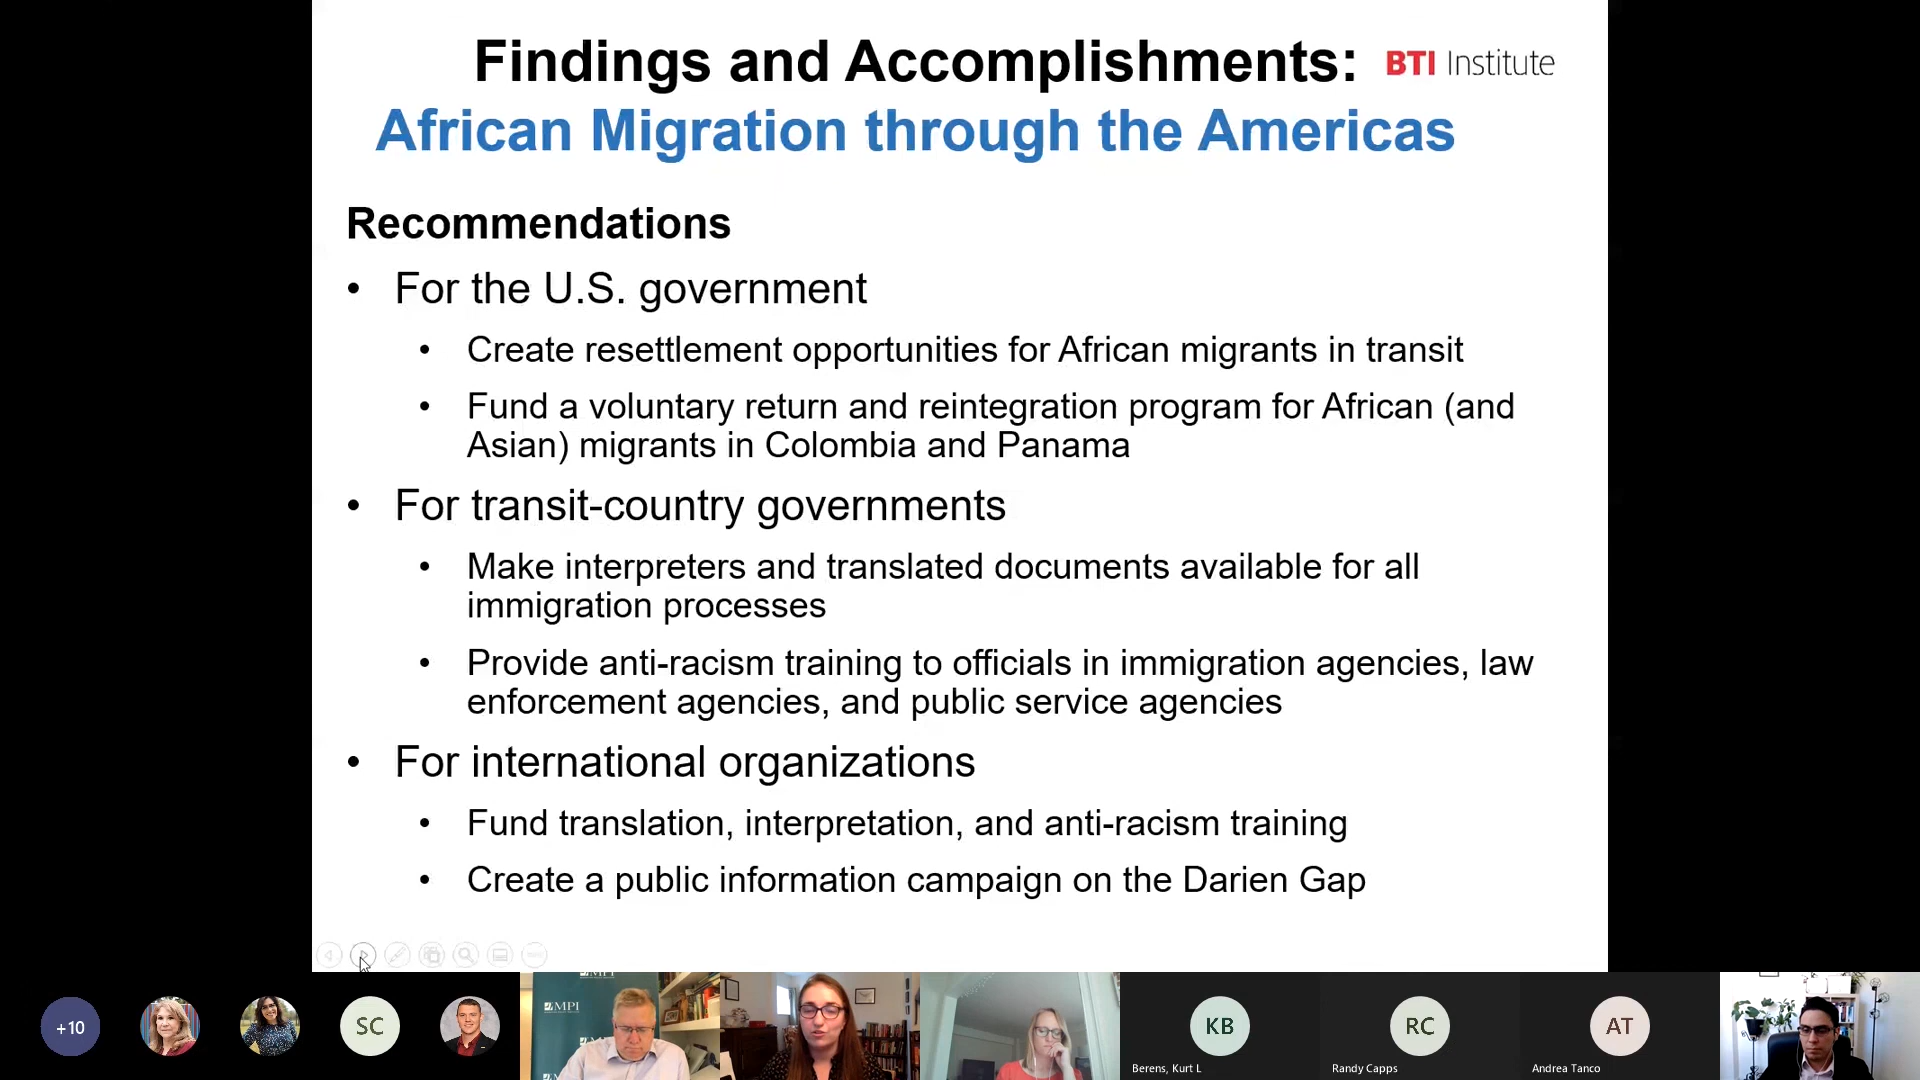 Findings and Accomplishments:
BTI Institute
African Migration through the Americas
Recommendations
• For the U.S. government
• Create resettlement opportunities for African migrants in transit
• Fund a voluntary return and reintegration program for African (and
Asian) migrants in Colombia and Panama
• For transit-country governments
• Make interpreters and translated documents available for all
immigration processes
• Provide anti-racism training to officials in immigration agencies, law
enforcement agencies, and public service agencies
• For international organizations
• Fund translation, interpretation, and anti-racism training
• Create a public information campaign on the Darien Gap
+10
SC
MPI
MPI
KB
Berens, Kurt L
RC
Randy Capps
AT
Andrea Tanco